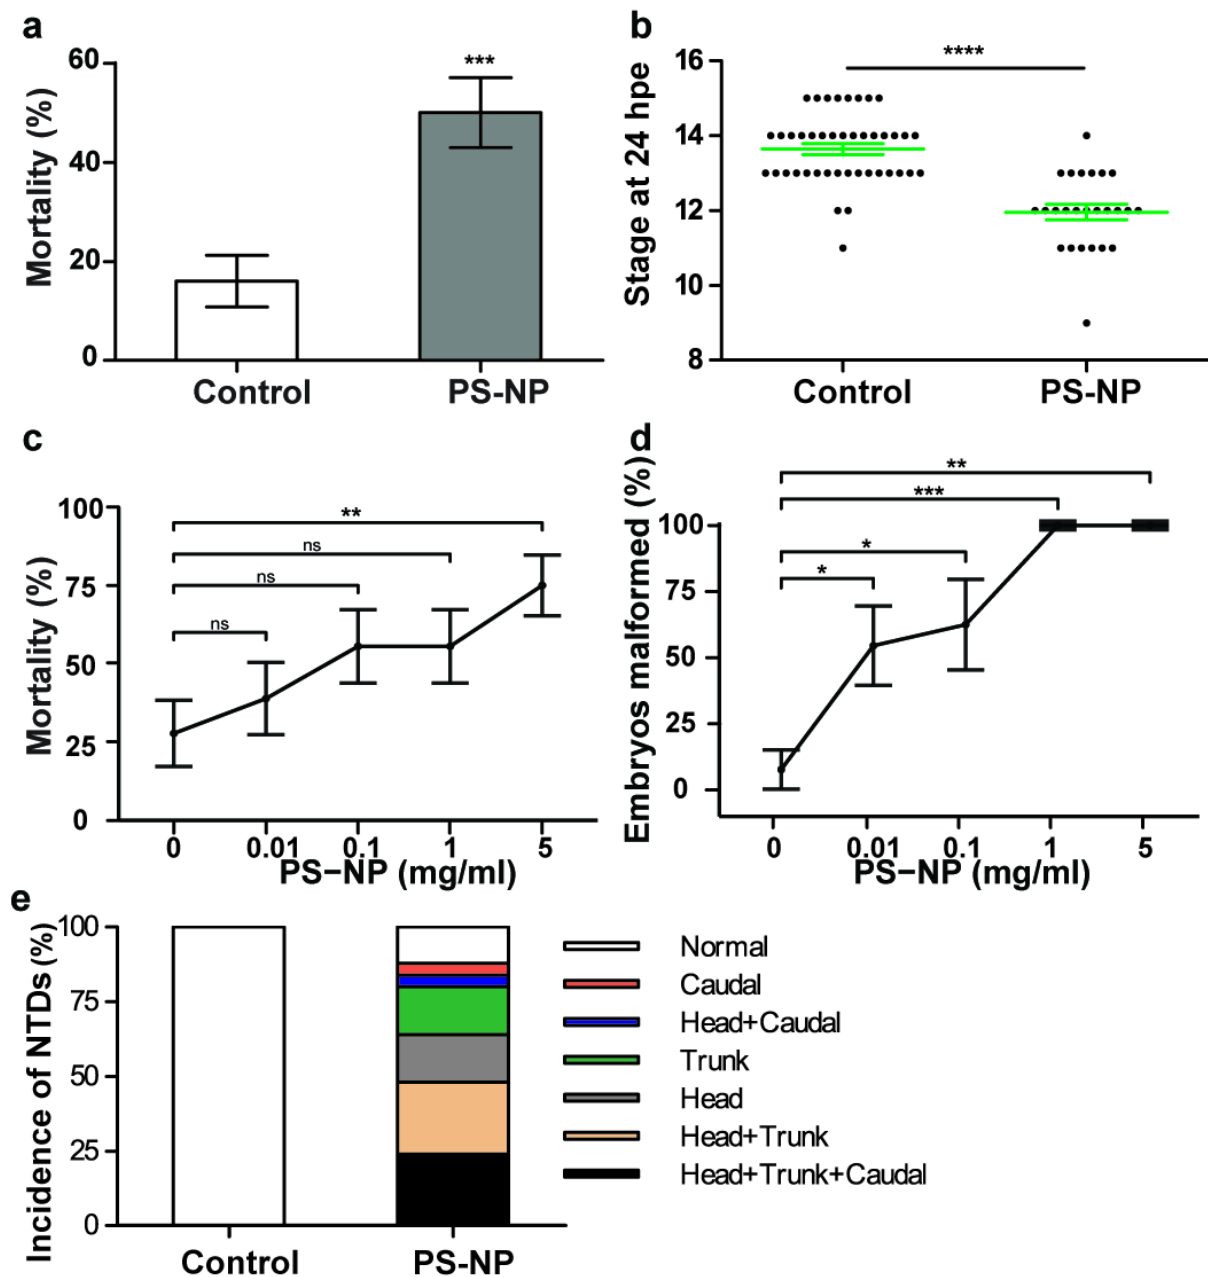 a
Mortality (%)
60
40
20
0
***
Control
PS-NP
b
Stage at 24 hpe
16
14
12
10
8
****
Control
PS-NP
c
Mortality (%)
100
75
50
25
0
**
ns
ns
ns
0 0.01 0.1 1 5
PS−NP (mg/ml)
d
Embryos malformed (%)
100
75
50
25
0
**
***
*
*
0 0.01 0.1 1 5
PS−NP (mg/ml)
e
Incidence of NTDs (%)
100
75
50
25
0
Control
PS-NP
Normal
Caudal
Head+Caudal
Trunk
Head
Head+Trunk
Head+Trunk+Caudal